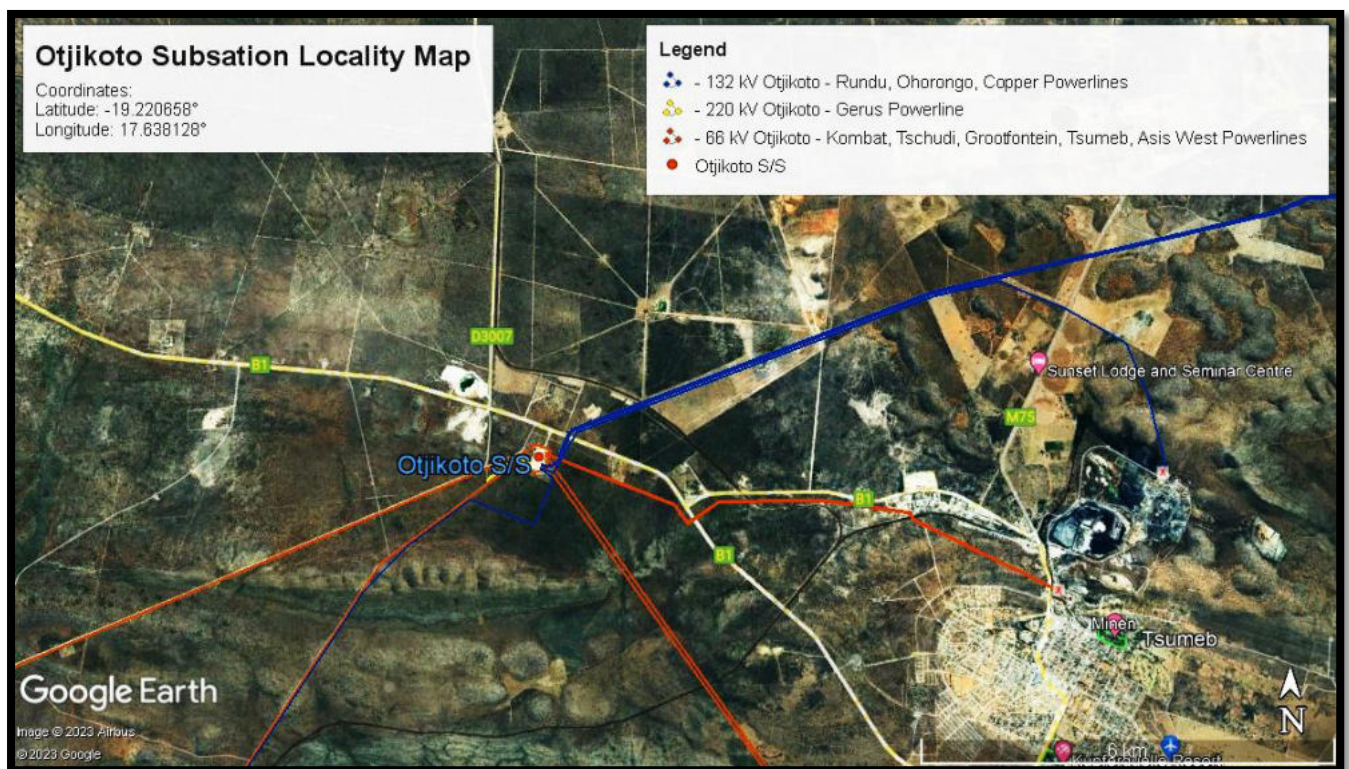 Otjikoto Subsation Locality Map
Coordinates:
Latitude: -19.220658°
Longitude: 17.638128°
Legend
- 132 kV Otjikoto - Rundu, Ohorongo, Copper Powerlines
- 220 kV Otjikoto - Gerus Powerline
- 66 kV Otjikoto - Kombat, Tschudi, Grootfontein, Tsumeb, Asis West Powerlines
Otjikoto S/S
D3007
B1
Sunset Lodge and Seminar Centre
M75
Otjikoto S/S
B1
B1
Minen
Tsumeb
Google Earth
N
Image © 2023 Airbus
© 2023 Google
6 km
Kupferquelle Resort